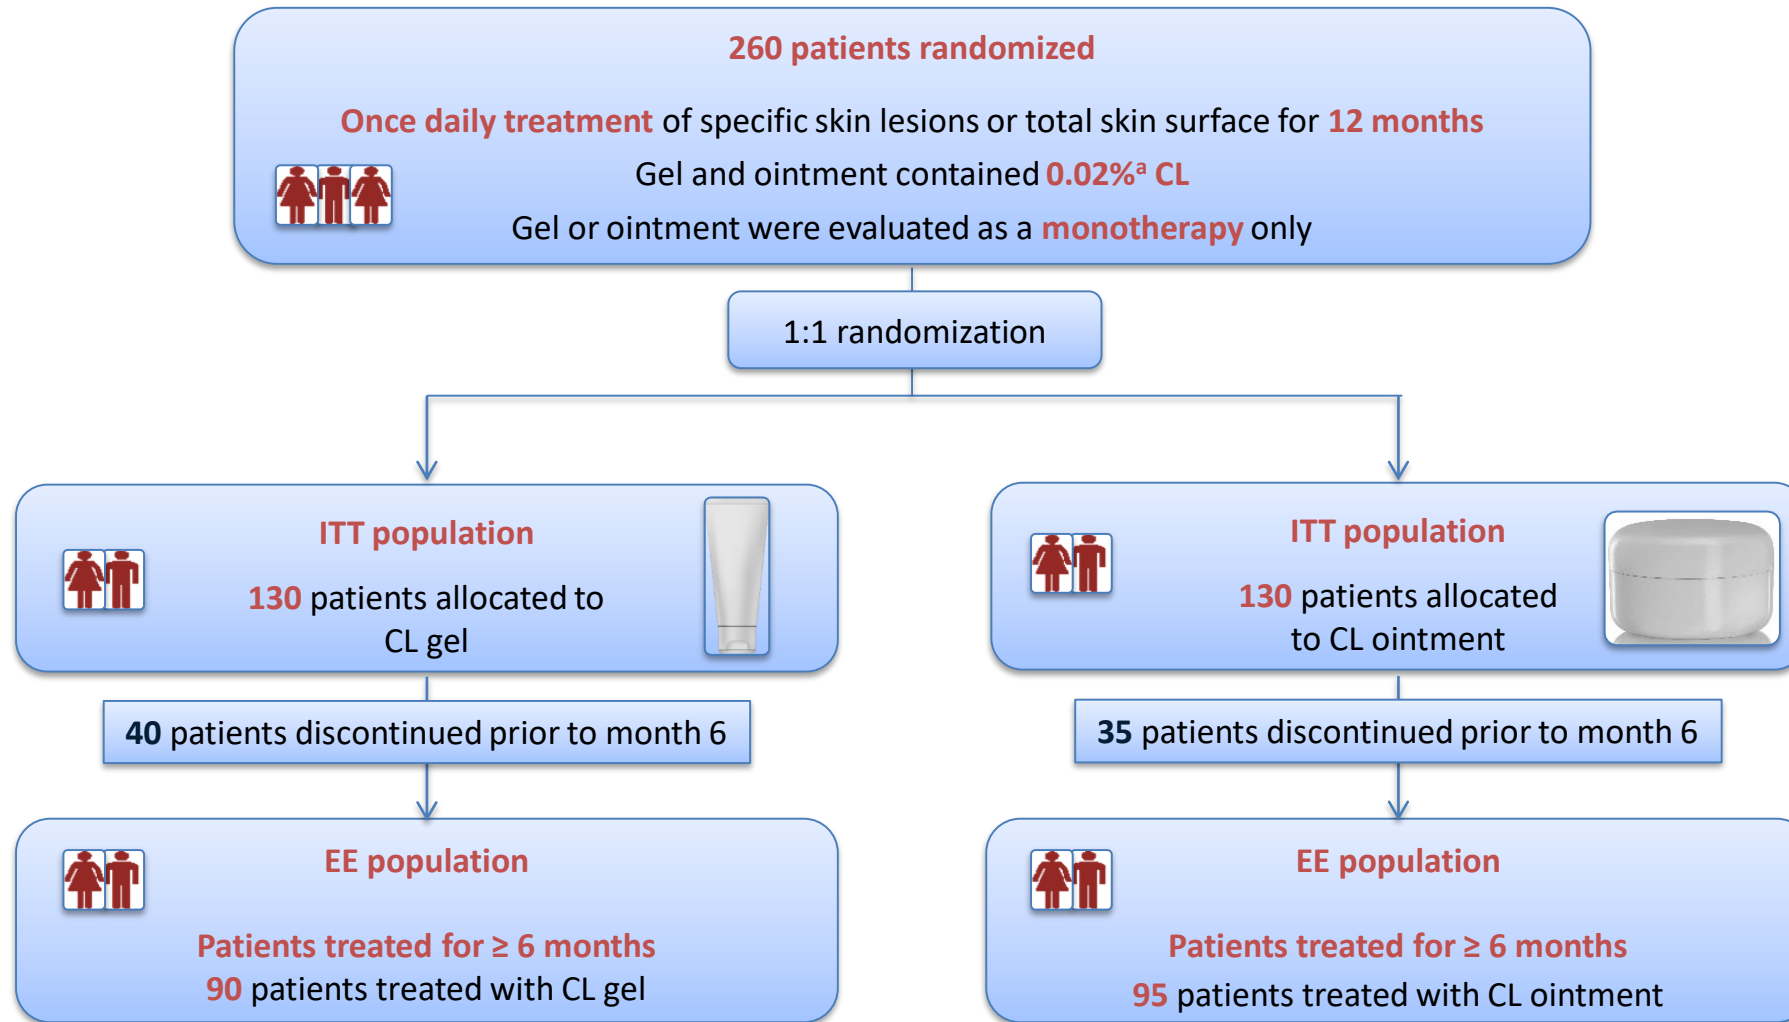 260 patients randomized
Once daily treatment of specific skin lesions or total skin surface for 12 months
Gel and ointment contained 0.02%ᵃ CL
Gel or ointment were evaluated as a monotherapy only
1:1 randomization
ITT population
130 patients allocated to
CL gel
ITT population
130 patients allocated
to CL ointment
40 patients discontinued prior to month 6
35 patients discontinued prior to month 6
EE population
Patients treated for ≥ 6 months
90 patients treated with CL gel
EE population
Patients treated for ≥ 6 months
95 patients treated with CL ointment